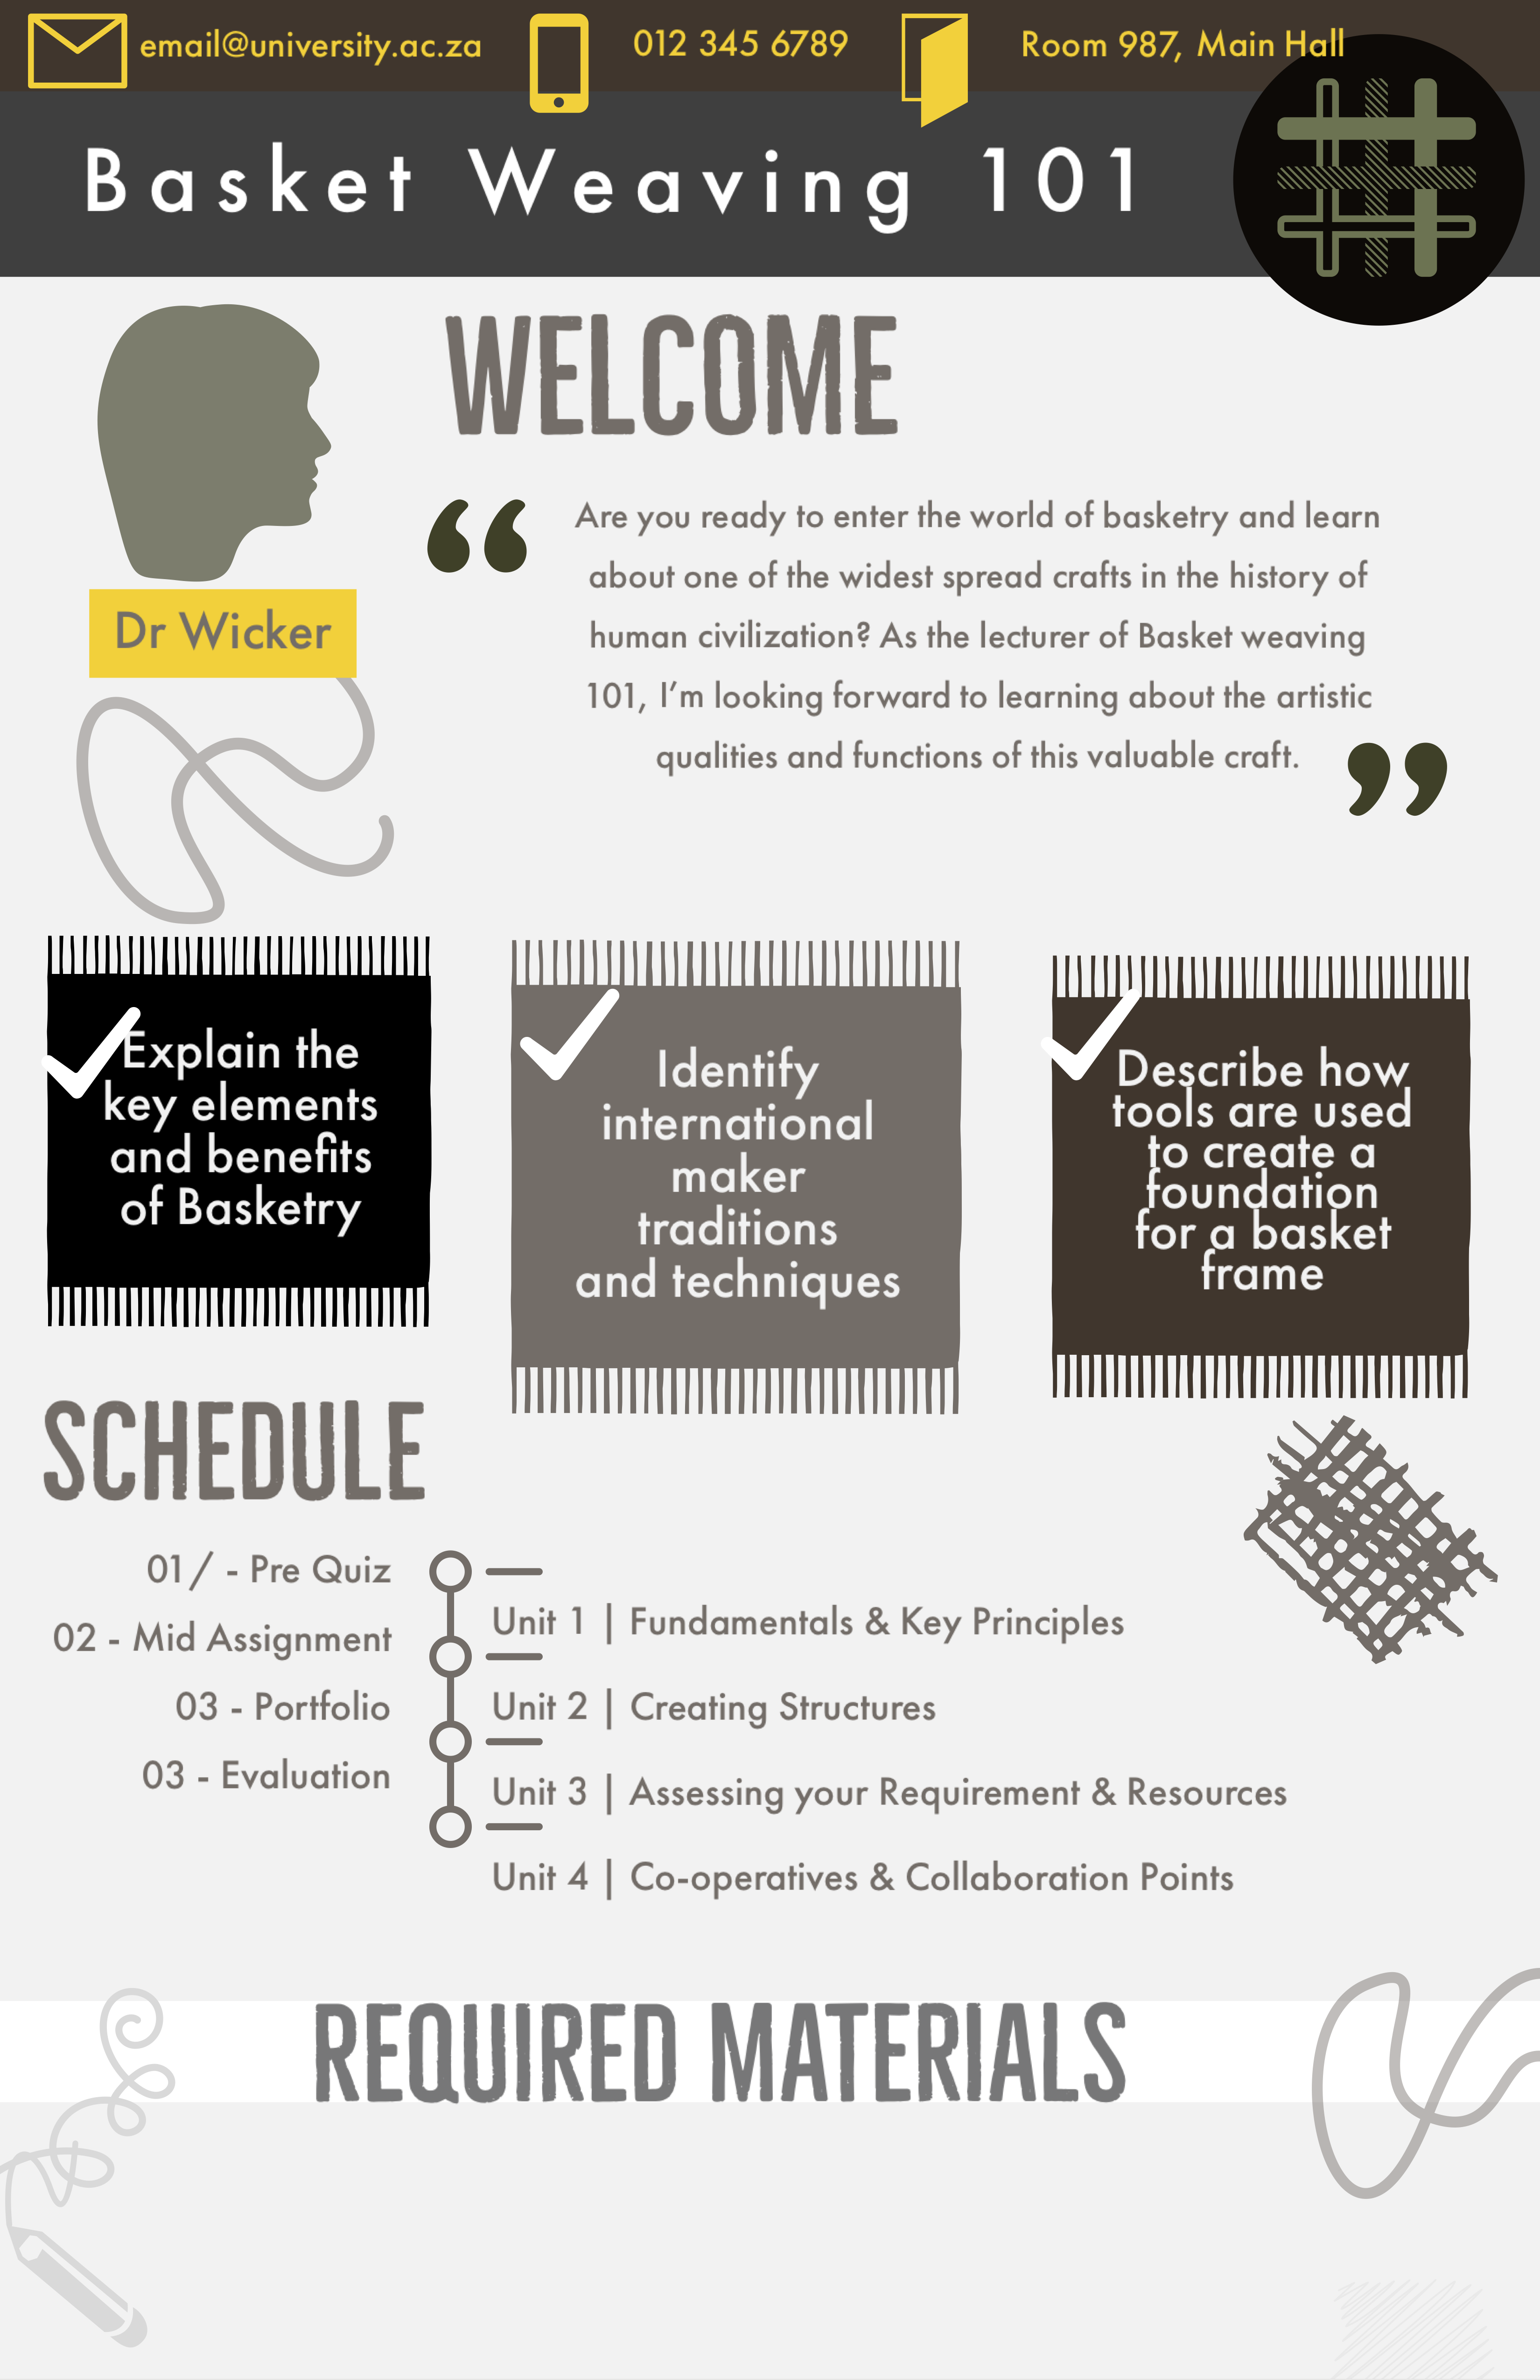 email@university.ac.za
012 345 6789
Room 987, Main Hall
Basket Weaving 101
WELCOME
Dr Wicker
“ Are you ready to enter the world of basketry and learn
about one of the widest spread crafts in the history of
human civilization? As the lecturer of Basket weaving
101, I’m looking forward to learning about the artistic
qualities and functions of this valuable craft. ”
Explain the
key elements
and benefits
of Basketry
Identify
international
maker
traditions
and techniques
Describe how
tools are used
to create a
foundation
for a basket
frame
SCHEDULE
01/ - Pre Quiz
02 - Mid Assignment
03 - Portfolio
03 - Evaluation
Unit 1 | Fundamentals & Key Principles
Unit 2 | Creating Structures
Unit 3 | Assessing your Requirement & Resources
Unit 4 | Co-operatives & Collaboration Points
REQUIRED MATERIALS